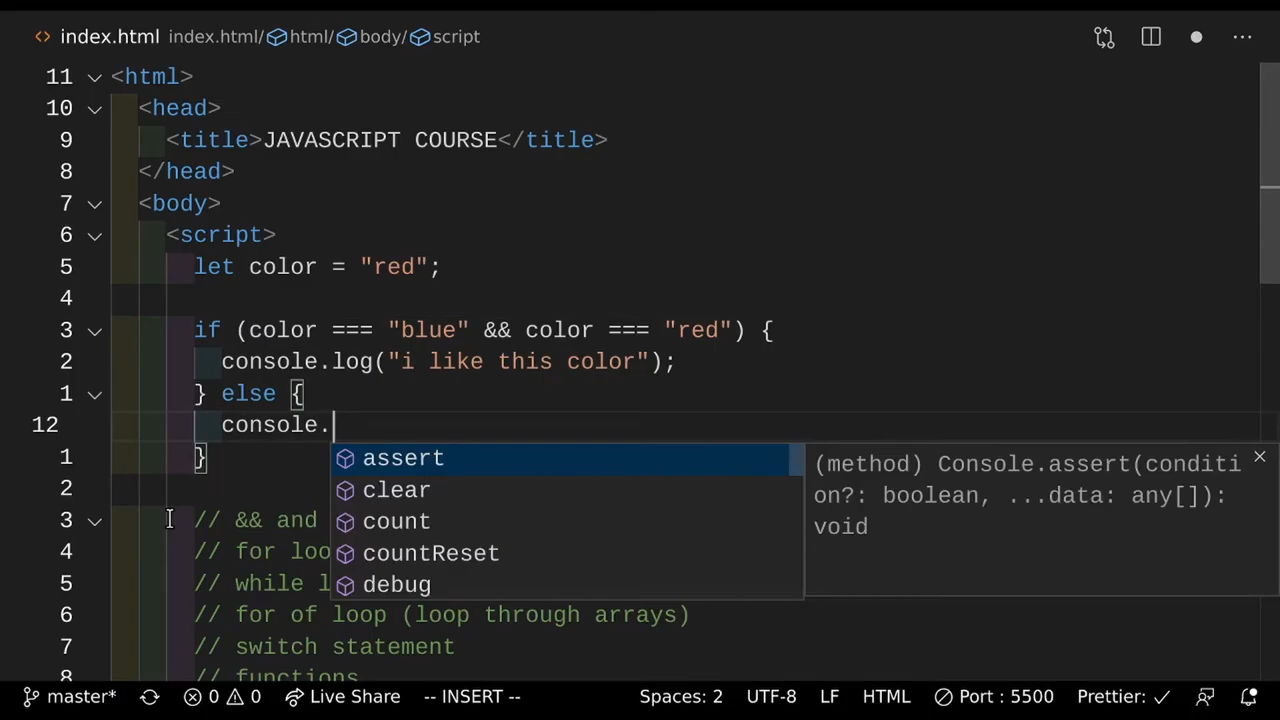 index.html index.html/html/body/script
11 <html>
10 <head>
9 <title>JAVASCRIPT COURSE</title>
8 </head>
7 <body>
6 <script>
5 let color = "red";
4
3 if (color === "blue" && color === "red") {
2 console.log("i like this color");
1 } else {
12 console.
1 }
2
3 // && and
4 // for loo
5 // while l
6 // for of loop (loop through arrays)
7 // switch statement
8 // functions
assert
clear
count
countReset
debug
(method) Console.assert(conditi
on?: boolean, ...data: any[]):
void
master* 0 0 Live Share -- INSERT -- Spaces: 2 UTF-8 LF HTML Port : 5500 Prettier: